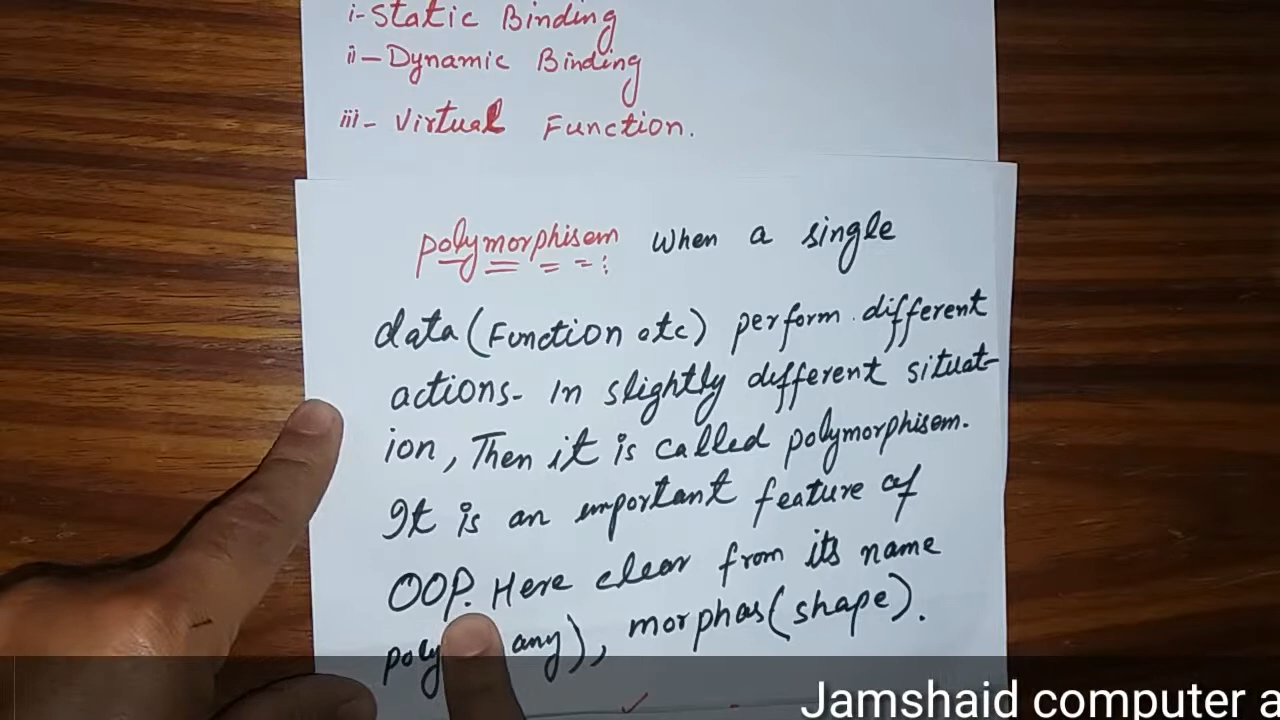 i- Static Binding
ii- Dynamic Binding
iii- Virtual Function.
polymorphisem When a single
data (Function etc) perform different
actions. In slightly different situat-
ion, Then it is called polymorphisem.
It is an important feature of
OOP. Here clear from its name
poly any), morphas (shape).
Jamshaid computer a